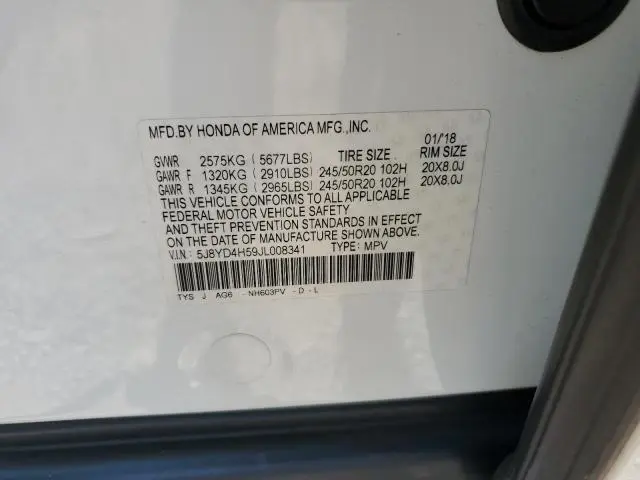 MFD.BY HONDA OF AMERICA MFG.,INC.
01/'18
GVWR 2575KG ( 5677LBS) TIRE SIZE RIM SIZE
GAWR F 1320KG ( 2910LBS) 245/50R20 102H 20X8.0J
GAWR R 1345KG ( 2965LBS) 245/50R20 102H 20X8.0J
THIS VEHICLE CONFORMS TO ALL APPLICABLE
FEDERAL MOTOR VEHICLE SAFETY
AND THEFT PREVENTION STANDARDS IN EFFECT
ON THE DATE OF MANUFACTURE SHOWN ABOVE.
V.I.N: 5J8YD4H59JL008341 TYPE: MPV
TYS J AG6 - NH603PV - D - L